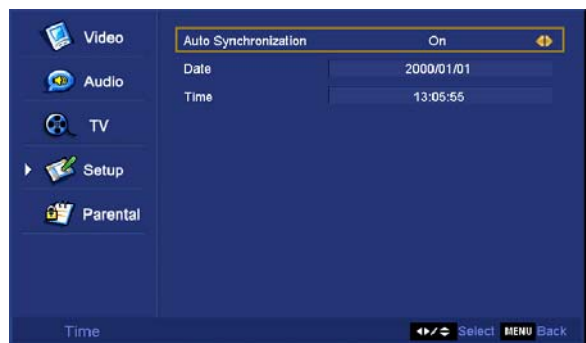 Video
Audio
TV
Setup
Parental
Auto Synchronization On
Date 2000/01/01
Time 13:05:55
Time
Select MENU Back